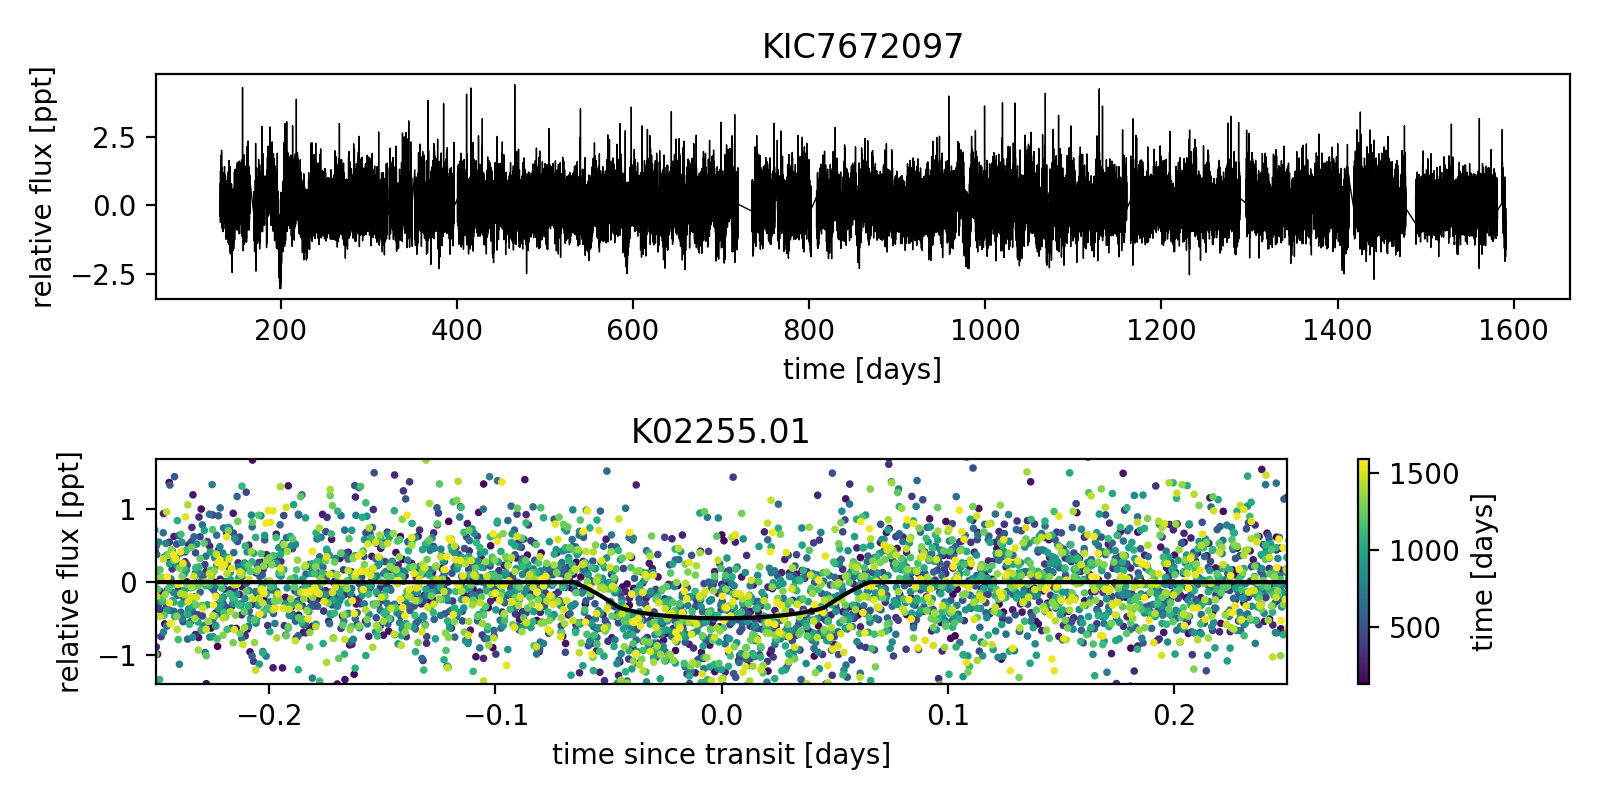 KIC7672097
relative flux [ppt]
2.5
0.0
−2.5
200 400 600 800 1000 1200 1400 1600
time [days]
K02255.01
relative flux [ppt]
1
0
−1
−0.2 −0.1 0.0 0.1 0.2
time since transit [days]
1500
1000
500
time [days]